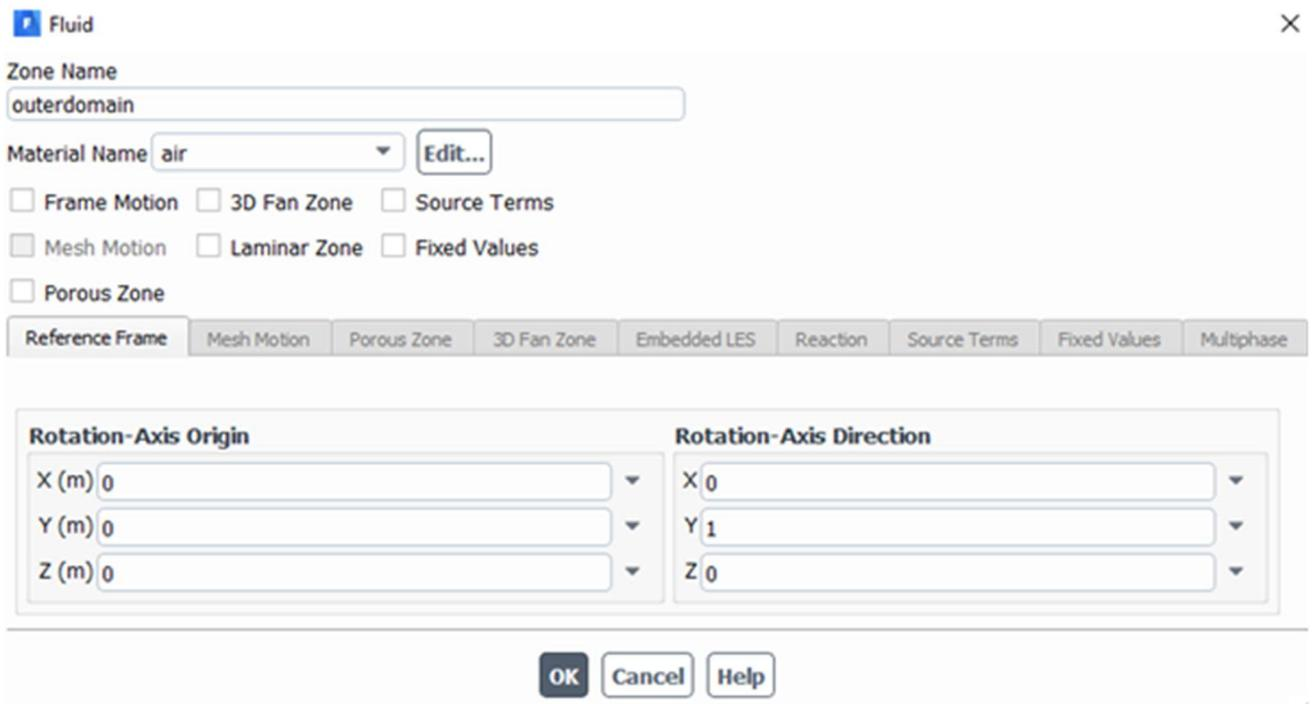 Fluid
Zone Name
outerdomain
Material Name air Edit...
Frame Motion 3D Fan Zone Source Terms
Mesh Motion Laminar Zone Fixed Values
Porous Zone
Reference Frame Mesh Motion Porous Zone 3D Fan Zone Embedded LES Reaction Source Terms Fixed Values Multiphase
Rotation-Axis Origin Rotation-Axis Direction
X (m) 0 X 0
Y (m) 0 Y 1
Z (m) 0 Z 0
OK Cancel Help